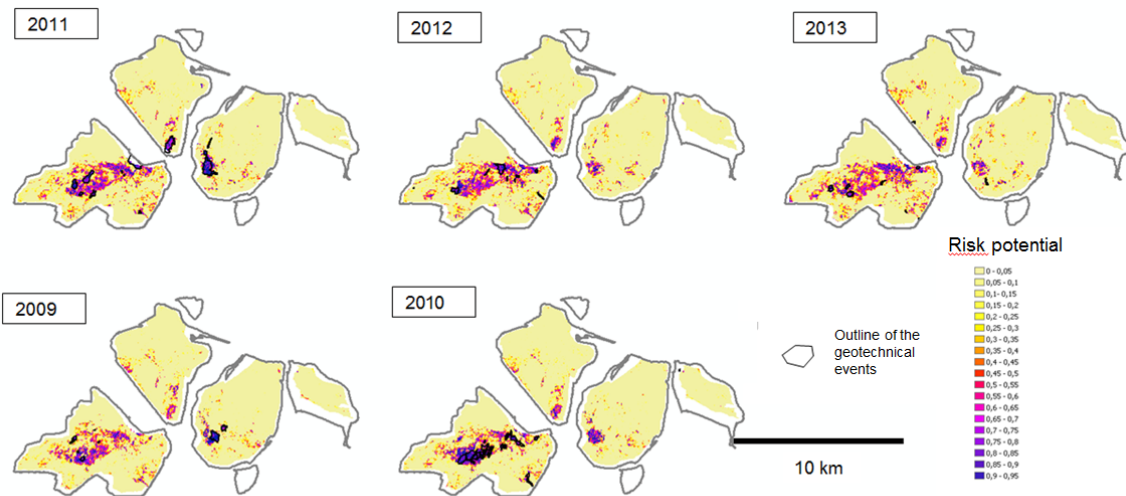 2011
2012
2013
Risk potential
0 - 0,05
0,05 - 0,1
0,1- 0,15
0,15 - 0,2
0,2 - 0,25
0,25 - 0,3
0,3 - 0,35
0,35 - 0,4
0,4 - 0,45
0,45 - 0,5
0,5 - 0,55
0,55 - 0,6
0,6 - 0,65
0,65 - 0,7
0,7 - 0,75
0,75 - 0,8
0,8 - 0,85
0,85 - 0,9
0,9 - 0,95
2009
2010
Outline of the
geotechnical
events
10 km